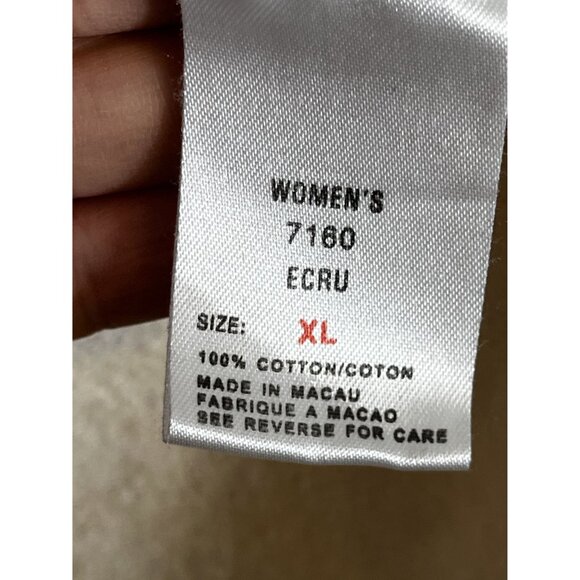 WOMEN'S
7160
ECRU
SIZE: XL
100% COTTON/COTON
MADE IN MACAU
FABRIQUE A MACAO
SEE REVERSE FOR CARE